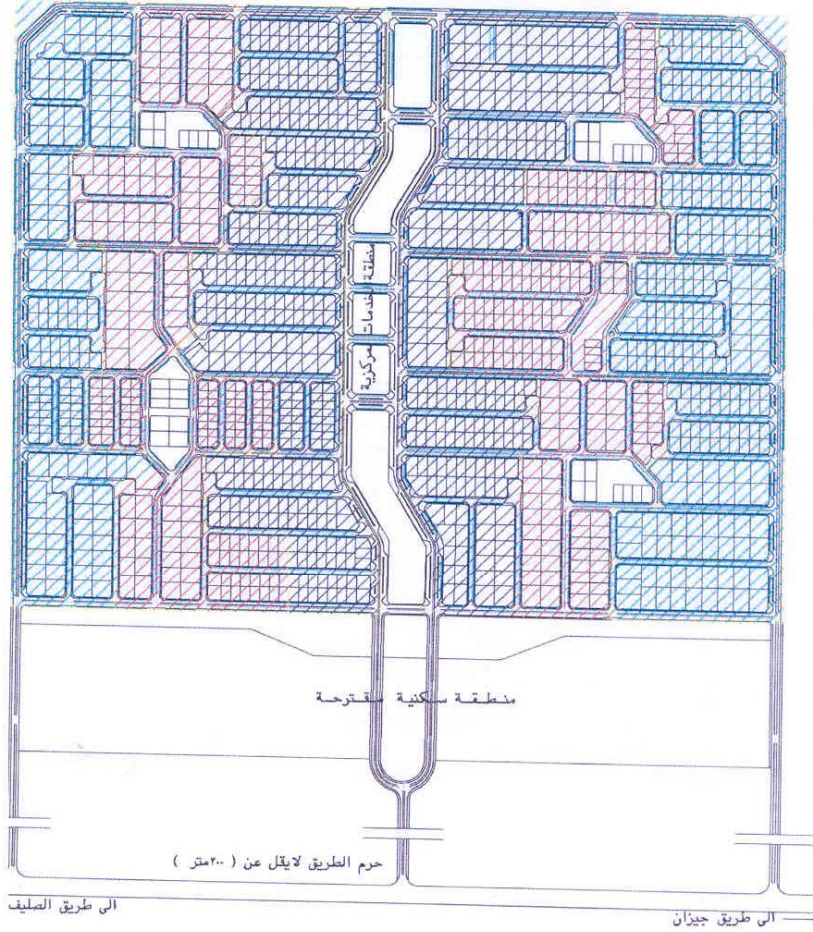 منطقة الخدمات المركزية
منطقة سكنية مقترحة
حرم الطريق لايقل عن ( ٢٠٠متر )
الى طريق الصليف
الى طريق جيزان